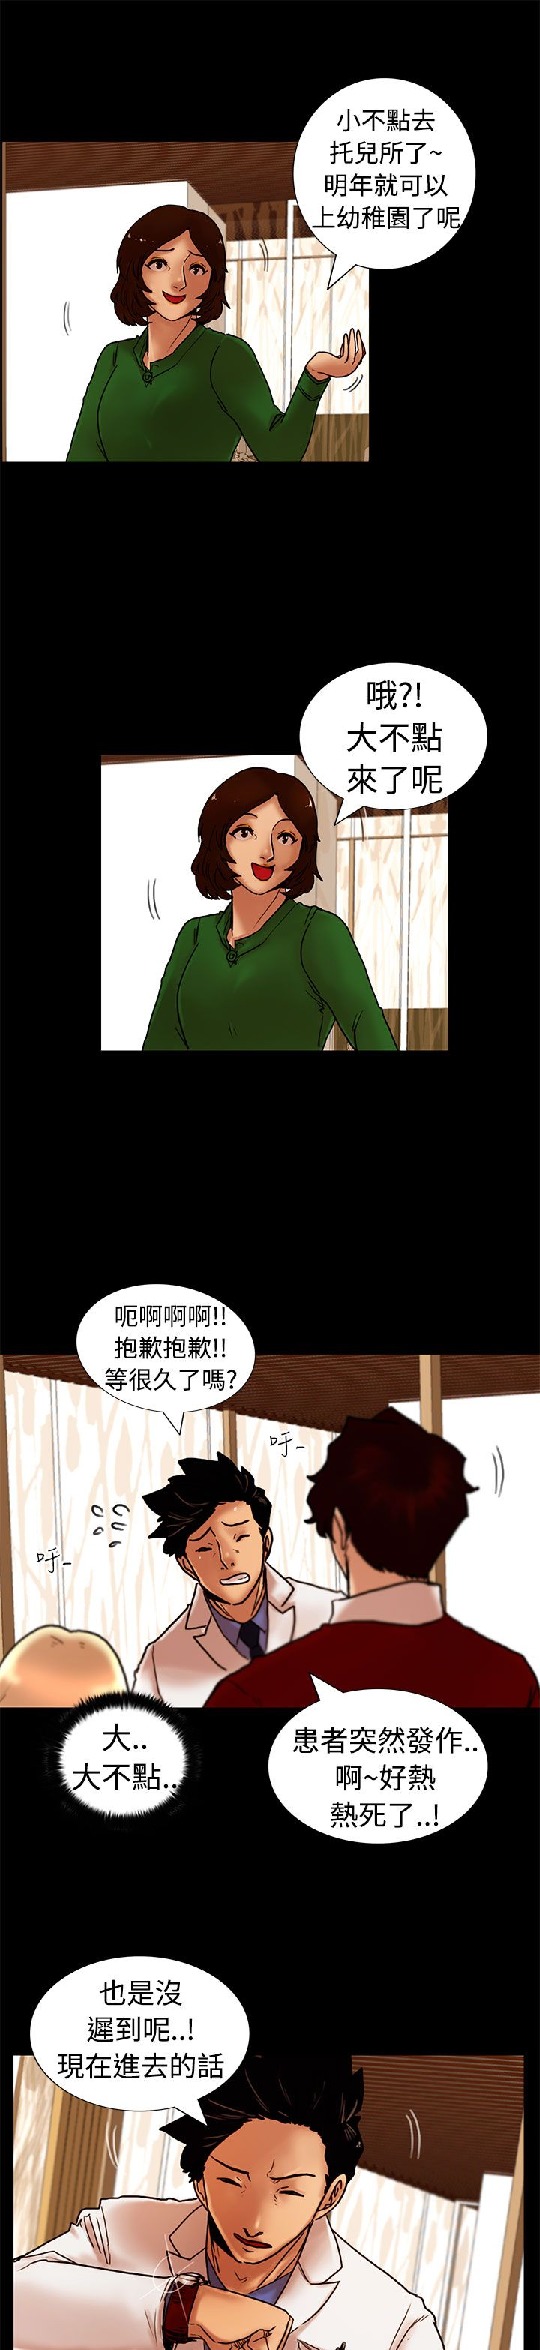 小不點去
托兒所了~
明年就可以
上幼稚園了呢
哦?!
大不點
來了呢
呃啊啊啊!!
抱歉抱歉!!
等很久了嗎?
吁-
吁-
大..
大不點..
患者突然發作..
啊~好熱
熱死了..!
也是沒
遲到呢..!
現在進去的話